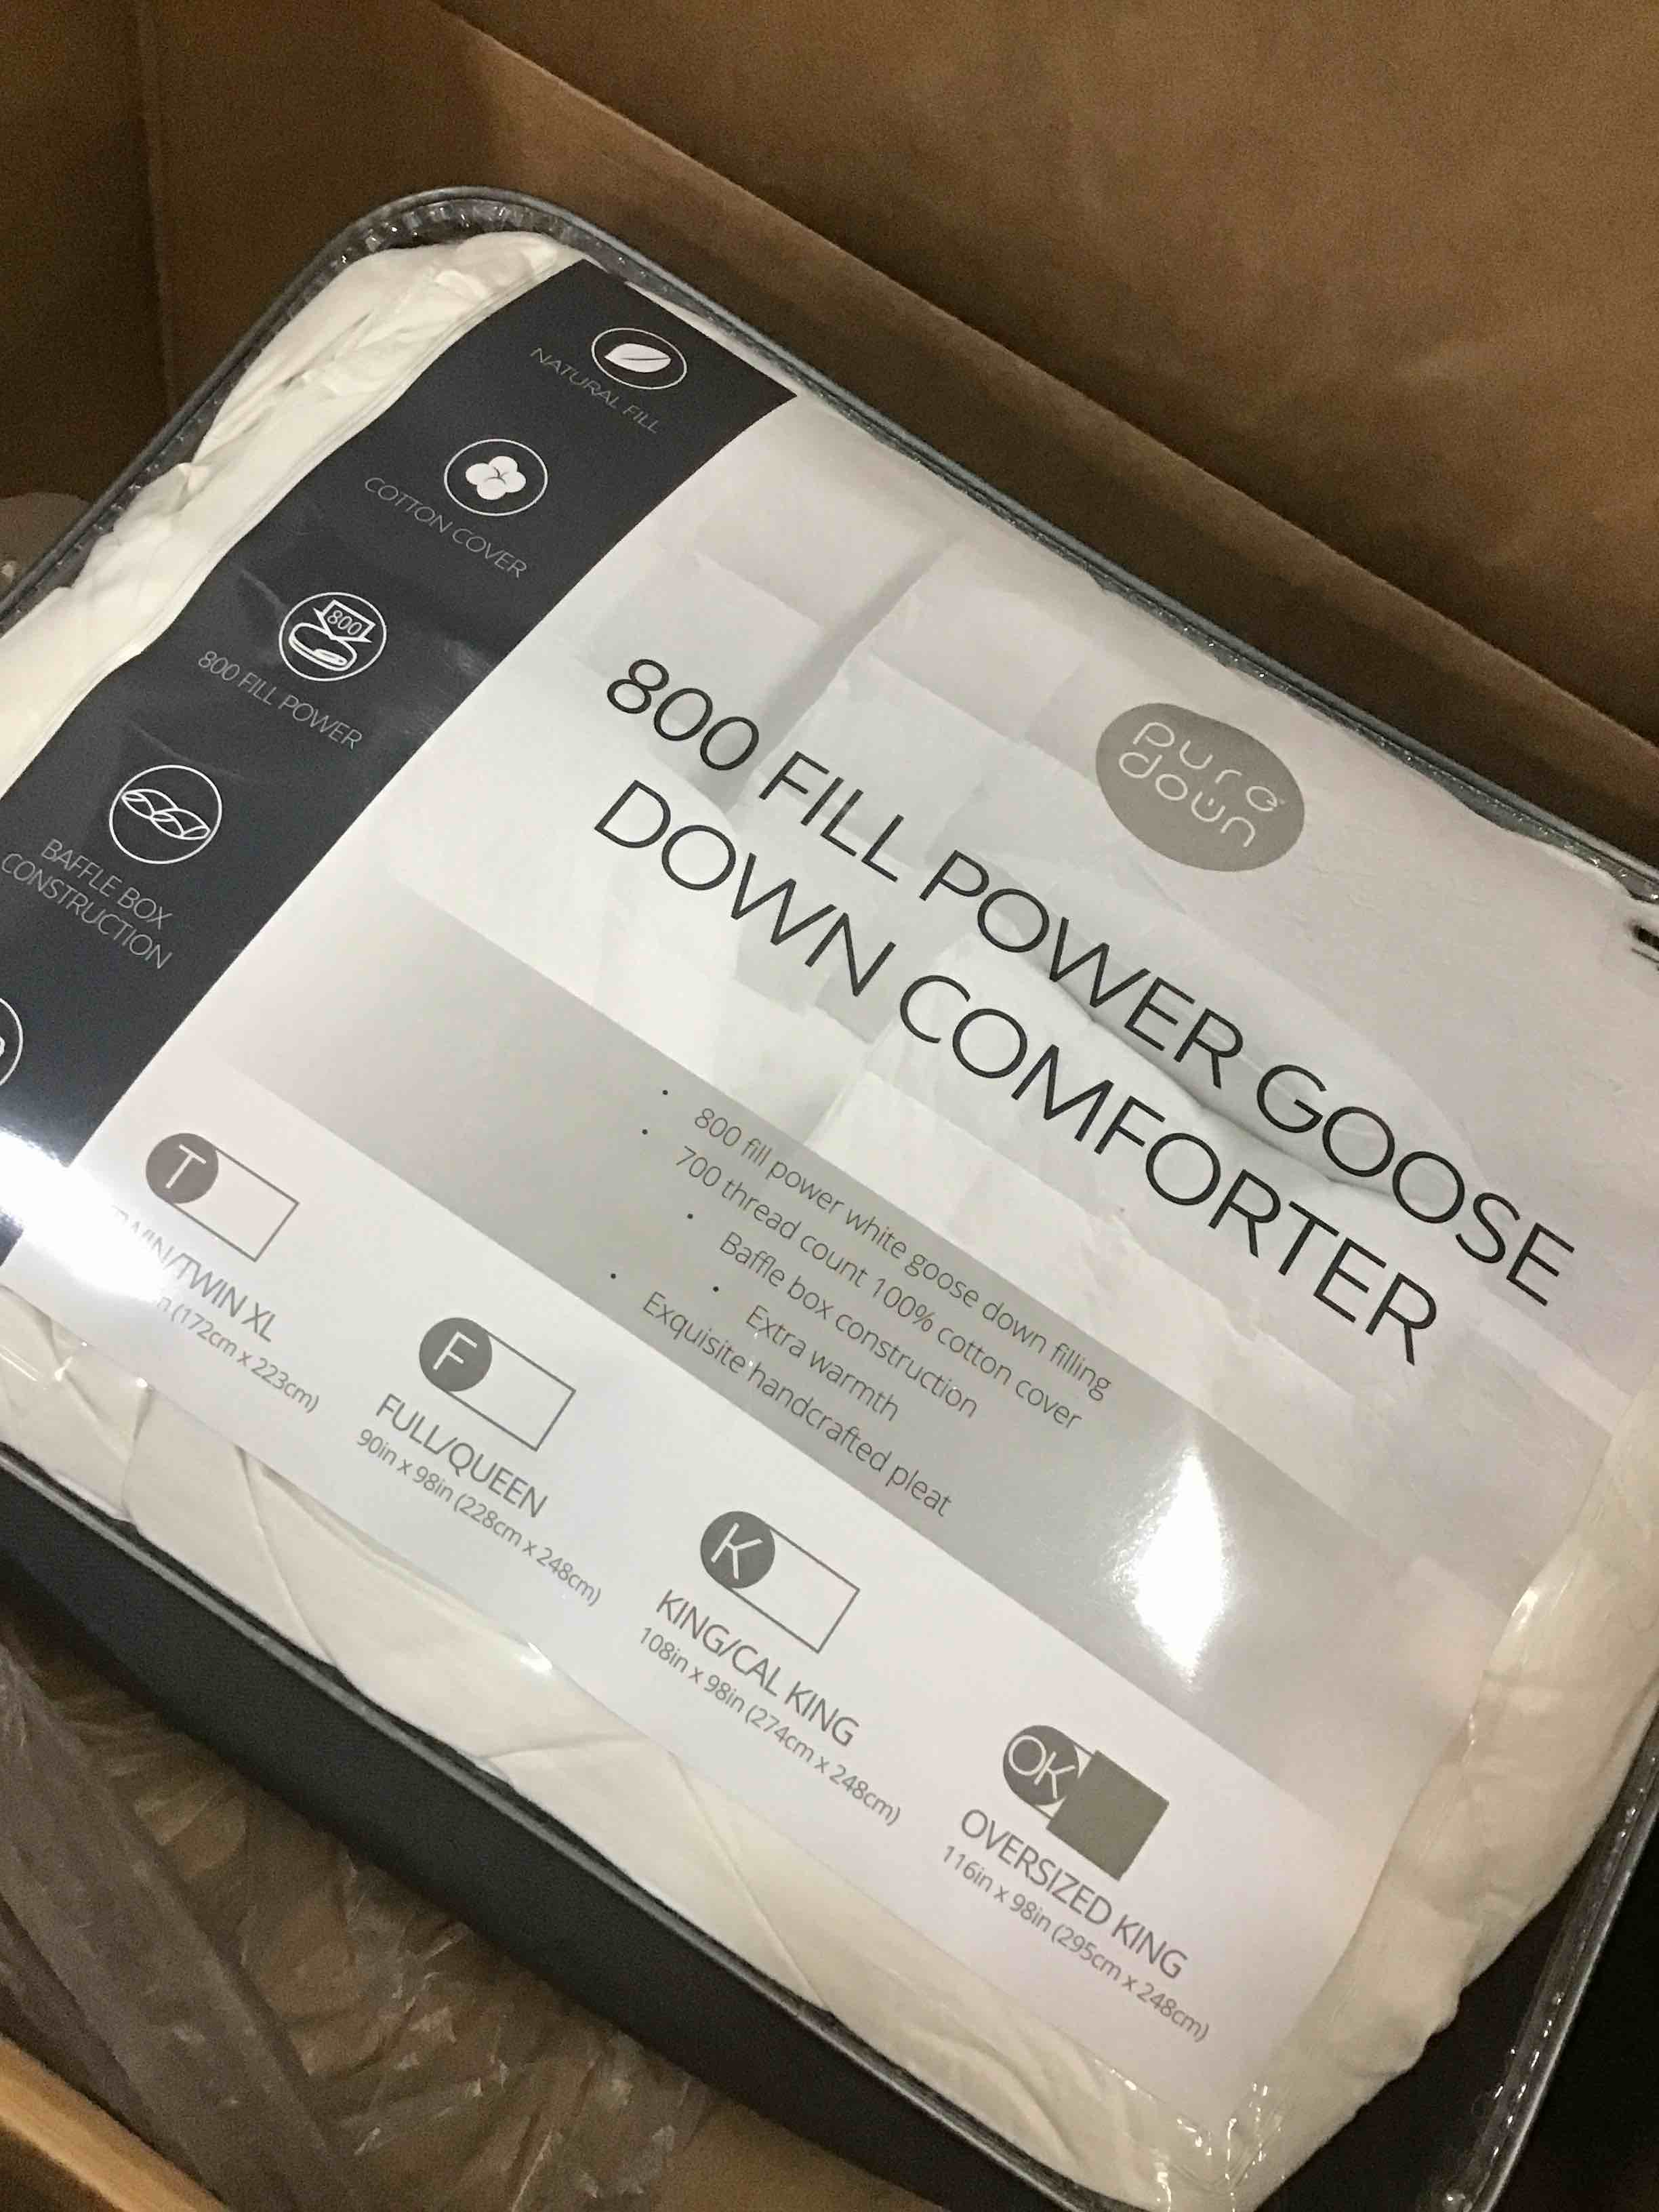 NATURAL FILL
COTTON COVER
800
800 FILL POWER
BAFFLE BOX
CONSTRUCTION
pure
down
800 FILL POWER GOOSE
DOWN COMFORTER
• 800 fill power white goose down filling
• 700 thread count 100% cotton cover
• Baffle box construction
• Extra warmth
• Exquisite handcrafted pleat
T
TWIN/TWIN XL
(172cm x 223cm)
F
FULL/QUEEN
90in x 98in (228cm x 248cm)
K
KING/CAL KING
108in x 98in (274cm x 248cm)
OK
OVERSIZED KING
116in x 98in (295cm x 248cm)